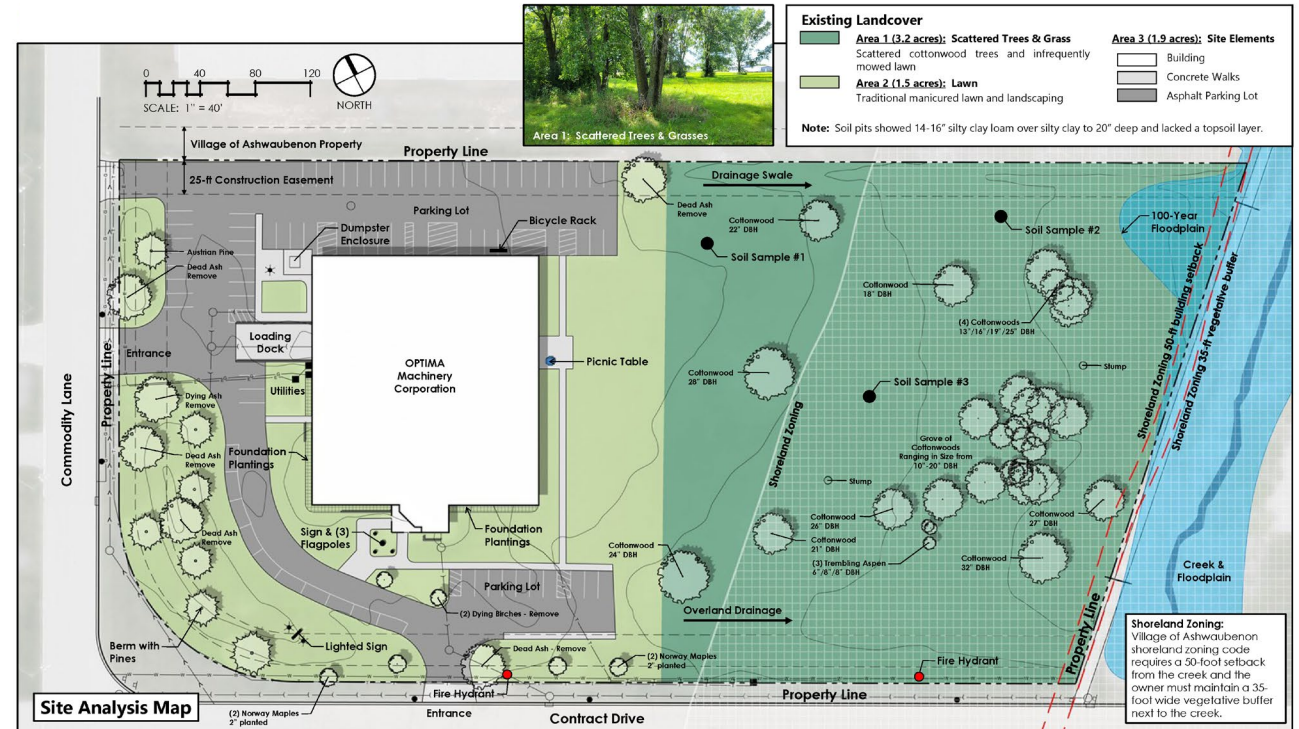 Existing Landcover
Area 1 (3.2 acres): Scattered Trees & Grass
Scattered cottonwood trees and infrequently
mowed lawn
Area 2 (1.5 acres): Lawn
Traditional manicured lawn and landscaping
Area 3 (1.9 acres): Site Elements
Building
Concrete Walks
Asphalt Parking Lot
Note: Soil pits showed 14-16" silty clay loam over silty clay to 20" deep and lacked a topsoil layer.
Area 1: Scattered Trees & Grasses
0 20 40 80 120
SCALE: 1" = 40'
NORTH
Village of Ashwaubenon Property
Property Line
25-ft Construction Easement
Parking Lot
Bicycle Rack
Dumpster
Enclosure
Dead Ash
Remove
Drainage Swale
Cottonwood
22" DBH
Soil Sample #1
Soil Sample #2
100-Year
Floodplain
Austrian Pine
Dead Ash
Remove
Cottonwood
18" DBH
(4) Cottonwoods
13"/16"/19"/25" DBH
Shoreland Zoning 50-ft building setback
Shoreland Zoning 35-ft vegetative buffer
Loading
Dock
Entrance
Property Line
Commodity Lane
OPTIMA
Machinery
Corporation
Picnic Table
Cottonwood
28" DBH
Stump
Soil Sample #3
Utilities
Dying Ash
Remove
Dead Ash
Remove
Foundation
Plantings
Shoreland Zoning
Grove of
Cottonwoods
Ranging in Size from
10"-20" DBH
Stump
Cottonwood
26" DBH
Cottonwood
27" DBH
Dead Ash
Remove
Sign & (3)
Flagpoles
Foundation
Plantings
Cottonwood
24" DBH
Cottonwood
21" DBH
(3) Trembling Aspen
6"/8"/8" DBH
Cottonwood
32" DBH
Creek &
Floodplain
Parking Lot
(2) Dying Birches - Remove
Overland Drainage
Property Line
Berm with
Pines
Lighted Sign
Dead Ash - Remove
(2) Norway Maples
2" planted
Fire Hydrant
Fire Hydrant
Property Line
(2) Norway Maples
2" planted
Entrance
Contract Drive
Site Analysis Map
Shoreland Zoning:
Village of Ashwaubenon
shoreland zoning code
requires a 50-foot setback
from the creek and the
owner must maintain a 35-
foot wide vegetative buffer
next to the creek.